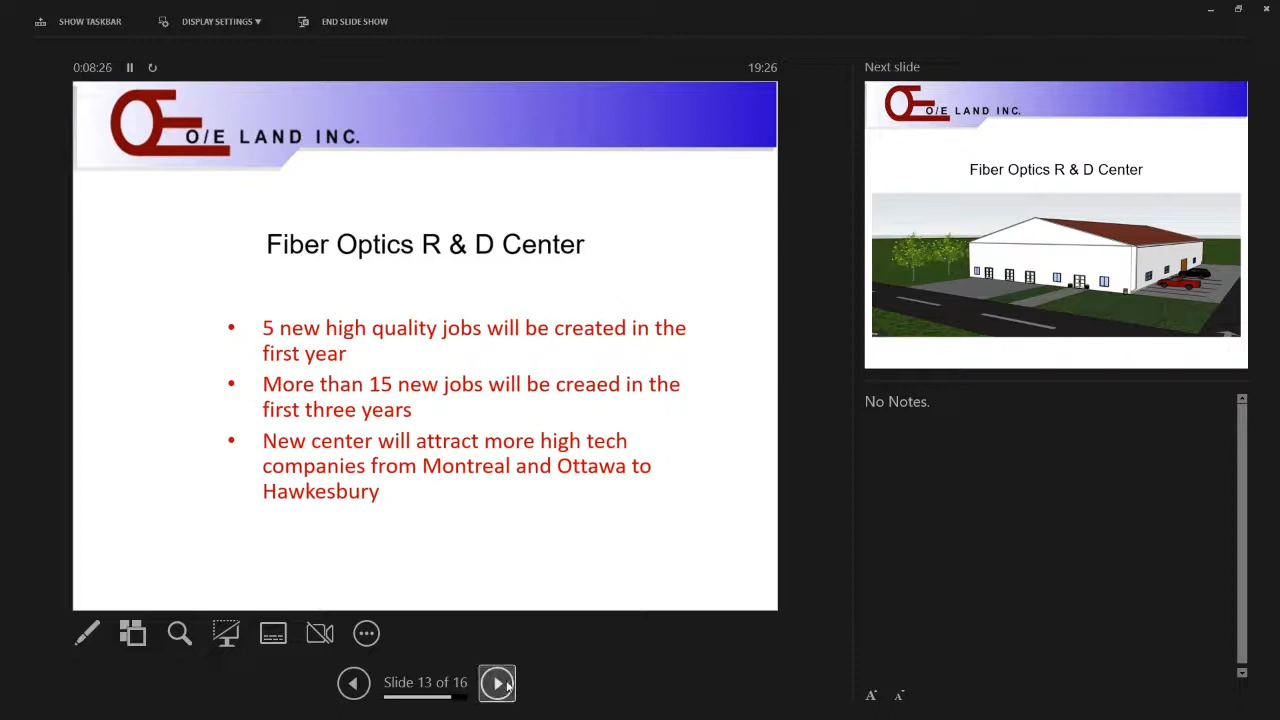 SHOW TASKBAR
DISPLAY SETTINGS
END SLIDE SHOW
0:08:26
19:26
O/E LAND INC.
Fiber Optics R & D Center
• 5 new high quality jobs will be created in the
first year
• More than 15 new jobs will be creaed in the
first three years
• New center will attract more high tech
companies from Montreal and Ottawa to
Hawkesbury
Slide 13 of 16
Next slide
O/E LAND INC.
Fiber Optics R & D Center
No Notes.
A A